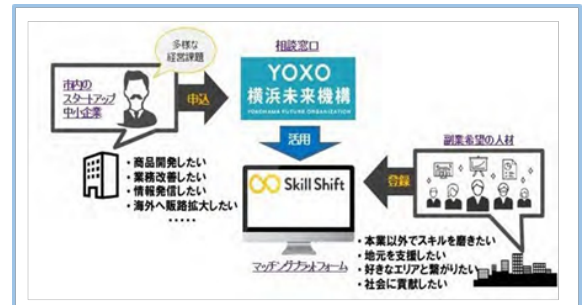 多様な
経営課題
市内の
スタートアップ
中小企業
申込
相談窓口
YOXO
横浜未来機構
YOKOHAMA FUTURE ORGANIZATION
活用
・商品開発したい
・業務改善したい
・情報発信したい
・海外へ販路拡大したい
・・・・・
Skill Shift
マッチングプラットフォーム
副業希望の人材
登録
・本業以外でスキルを磨きたい
・地元を支援したい
・好きなエリアと繋がりたい
・社会に貢献したい